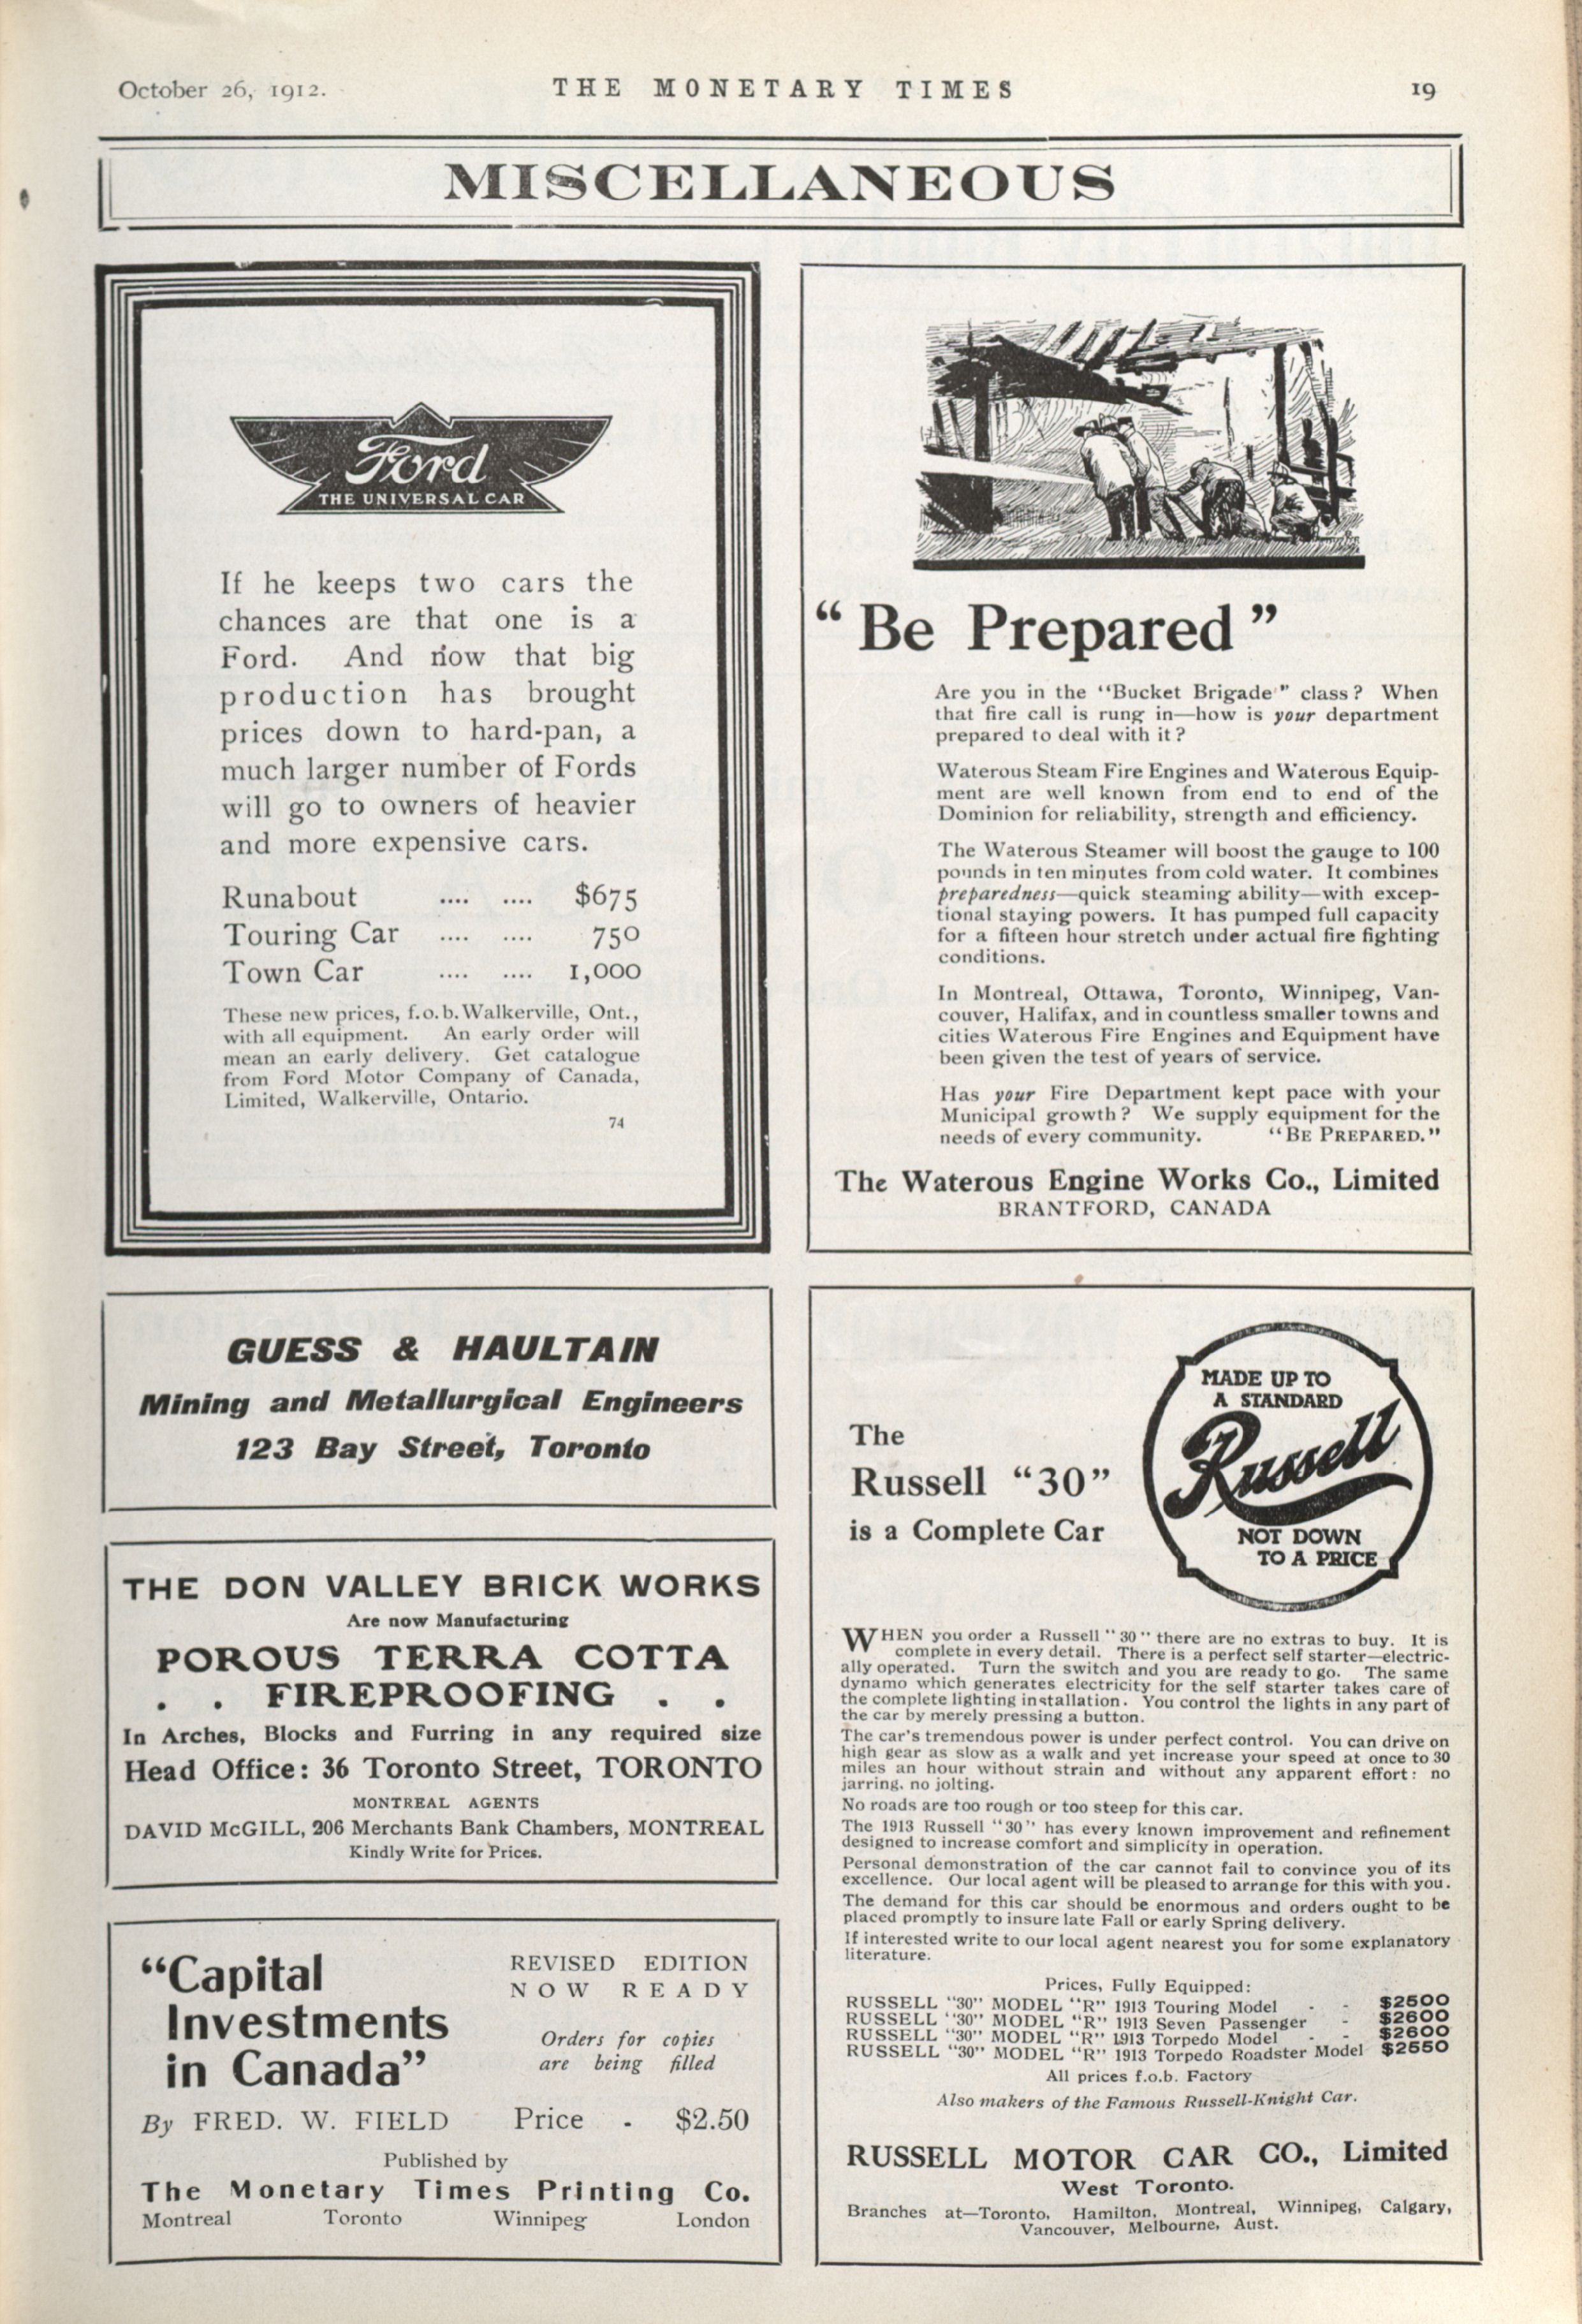 October 26, 1912.
THE MONETARY TIMES
19
MISCELLANEOUS
Ford
THE UNIVERSAL CAR
If he keeps two cars the
chances are that one is a
Ford. And now that big
production has brought
prices down to hard-pan, a
much larger number of Fords
will go to owners of heavier
and more expensive cars.
Runabout .... .... $675
Touring Car .... .... 750
Town Car .... .... 1,000
These new prices, f.o.b. Walkerville, Ont.,
with all equipment. An early order will
mean an early delivery. Get catalogue
from Ford Motor Company of Canada,
Limited, Walkerville, Ontario.
74
"Be Prepared"
Are you in the "Bucket Brigade" class? When
that fire call is rung in—how is your department
prepared to deal with it?
Waterous Steam Fire Engines and Waterous Equip-
ment are well known from end to end of the
Dominion for reliability, strength and efficiency.
The Waterous Steamer will boost the gauge to 100
pounds in ten minutes from cold water. It combines
preparedness—quick steaming ability—with excep-
tional staying powers. It has pumped full capacity
for a fifteen hour stretch under actual fire fighting
conditions.
In Montreal, Ottawa, Toronto, Winnipeg, Van-
couver, Halifax, and in countless smaller towns and
cities Waterous Fire Engines and Equipment have
been given the test of years of service.
Has your Fire Department kept pace with your
Municipal growth? We supply equipment for the
needs of every community. "BE PREPARED."
The Waterous Engine Works Co., Limited
BRANTFORD, CANADA
GUESS & HAULTAIN
Mining and Metallurgical Engineers
123 Bay Street, Toronto
THE DON VALLEY BRICK WORKS
Are now Manufacturing
POROUS TERRA COTTA
. . FIREPROOFING . .
In Arches, Blocks and Furring in any required size
Head Office: 36 Toronto Street, TORONTO
MONTREAL AGENTS
DAVID McGILL, 206 Merchants Bank Chambers, MONTREAL
Kindly Write for Prices.
"Capital
Investments
in Canada"
REVISED EDITION
NOW READY
Orders for copies
are being filled
By FRED. W. FIELD Price - $2.50
Published by
The Monetary Times Printing Co.
Montreal Toronto Winnipeg London
The
Russell "30"
is a Complete Car
MADE UP TO
A STANDARD
Russell
NOT DOWN
TO A PRICE
WHEN you order a Russell "30" there are no extras to buy. It is
complete in every detail. There is a perfect self starter—electric-
ally operated. Turn the switch and you are ready to go. The same
dynamo which generates electricity for the self starter takes care of
the complete lighting installation. You control the lights in any part of
the car by merely pressing a button.
The car's tremendous power is under perfect control. You can drive on
high gear as slow as a walk and yet increase your speed at once to 30
miles an hour without strain and without any apparent effort: no
jarring, no jolting.
No roads are too rough or too steep for this car.
The 1913 Russell "30" has every known improvement and refinement
designed to increase comfort and simplicity in operation.
Personal demonstration of the car cannot fail to convince you of its
excellence. Our local agent will be pleased to arrange for this with you.
The demand for this car should be enormous and orders ought to be
placed promptly to insure late Fall or early Spring delivery.
If interested write to our local agent nearest you for some explanatory
literature.
Prices, Fully Equipped:
RUSSELL "30" MODEL "R" 1913 Touring Model - - $2500
RUSSELL "30" MODEL "R" 1913 Seven Passenger - $2600
RUSSELL "30" MODEL "R" 1913 Torpedo Model - - $2600
RUSSELL "30" MODEL "R" 1913 Torpedo Roadster Model $2550
All prices f.o.b. Factory
Also makers of the Famous Russell-Knight Car.
RUSSELL MOTOR CAR CO., Limited
West Toronto.
Branches at—Toronto, Hamilton, Montreal, Winnipeg, Calgary,
Vancouver, Melbourne, Aust.